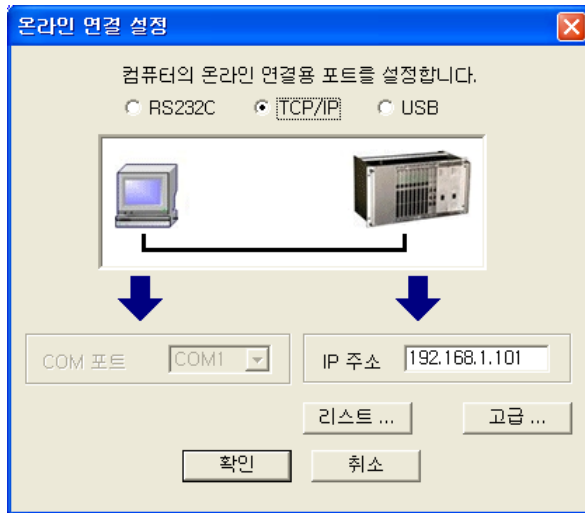 온라인 연결 설정
컴퓨터의 온라인 연결용 포트를 설정합니다.
RS232C TCP/IP USB
COM 포트 COM1 IP 주소 192.168.1.101
리스트 ... 고급 ...
확인 취소